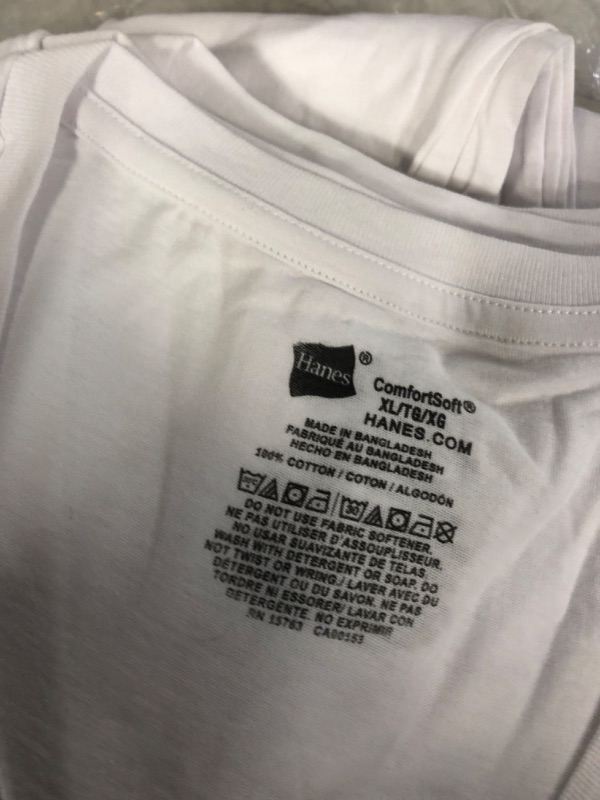 Hanes ®
ComfortSoft®
XL/TG/XG
HANES.COM
MADE IN BANGLADESH
FABRIQUÉ AU BANGLADESH
HECHO EN BANGLADESH
100% COTTON / COTON / ALGODÓN
30
DO NOT USE FABRIC SOFTENER.
NE PAS UTILISER D'ASSOUPLISSEUR.
NO USAR SUAVIZANTE DE TELAS.
WASH WITH DETERGENT OR SOAP. DO
NOT TWIST OR WRING./ LAVER AVEC DU
DÉTERGENT OU DU SAVON. NE PAS
TORDRE NI ESSORER/ LAVAR CON
DETERGENTE. NO EXPRIMIR
RN 15763 CA00153